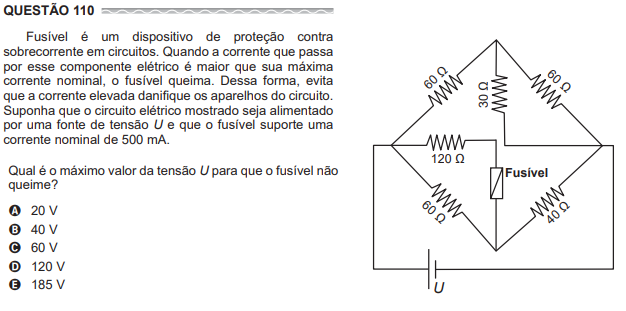 QUESTÃO 110
Fusível é um dispositivo de proteção contra
sobrecorrente em circuitos. Quando a corrente que passa
por esse componente elétrico é maior que sua máxima
corrente nominal, o fusível queima. Dessa forma, evita
que a corrente elevada danifique os aparelhos do circuito.
Suponha que o circuito elétrico mostrado seja alimentado
por uma fonte de tensão U e que o fusível suporte uma
corrente nominal de 500 mA.
Qual é o máximo valor da tensão U para que o fusível não
queime?
A 20 V
B 40 V
C 60 V
D 120 V
E 185 V
60 Ω
30 Ω
60 Ω
120 Ω
Fusível
60 Ω
40 Ω
U